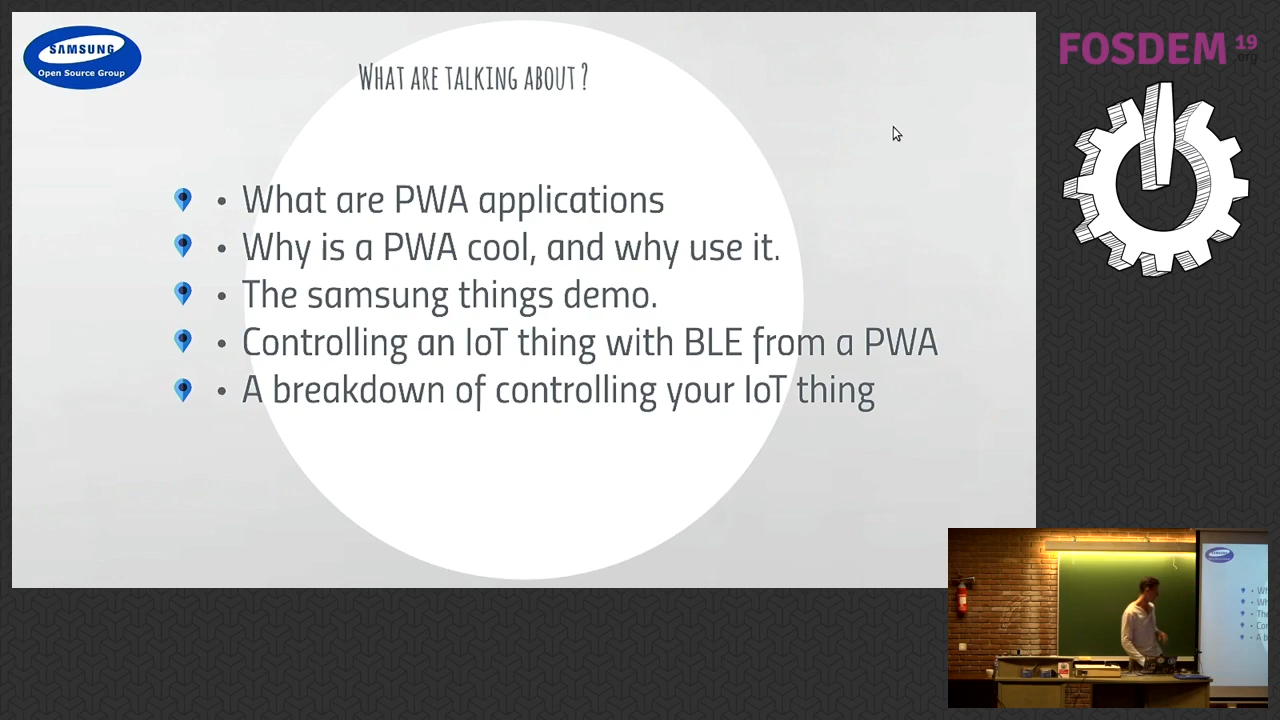 SAMSUNG
Open Source Group
WHAT ARE TALKING ABOUT ?
• What are PWA applications
• Why is a PWA cool, and why use it.
• The samsung things demo.
• Controlling an IoT thing with BLE from a PWA
• A breakdown of controlling your IoT thing
FOSDEM 19
.org